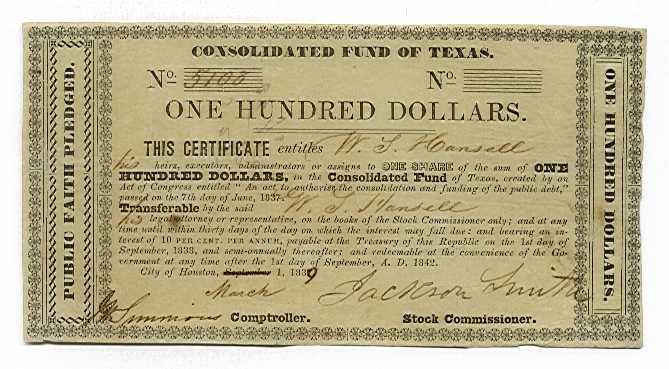 CONSOLIDATED FUND OF TEXAS.
No. 5103 No.
ONE HUNDRED DOLLARS.
THIS CERTIFICATE entitles W. S. Hansell
his heirs, executors, administrators or assigns to ONE SHARE of the sum of ONE
HUNDRED DOLLARS, in the Consolidated Fund of Texas, created by an
Act of Congress entitled "An act to authorise the consolidation and funding of the public debt,"
passed on the 7th day of June, 1837.
Transferable by the said W. S. Hansell
his legal attorney or representative, on the books of the Stock Commissioner only; and at any
time until within thirty days of the day on which the interest may fall due: and bearing an in-
terest of 10 PER CENT. PER ANNUM, payable at the Treasury of this Republic on the 1st day of
September, 1838, and semi-annually thereafter; and redeemable at the convenience of the Go-
vernment at any time after the 1st day of September, A. D. 1842.
City of Houston, September 1, 1839
March
Jackson Smith
Simmons Comptroller. Stock Commissioner.
PUBLIC FAITH PLEDGED.
ONE HUNDRED DOLLARS.